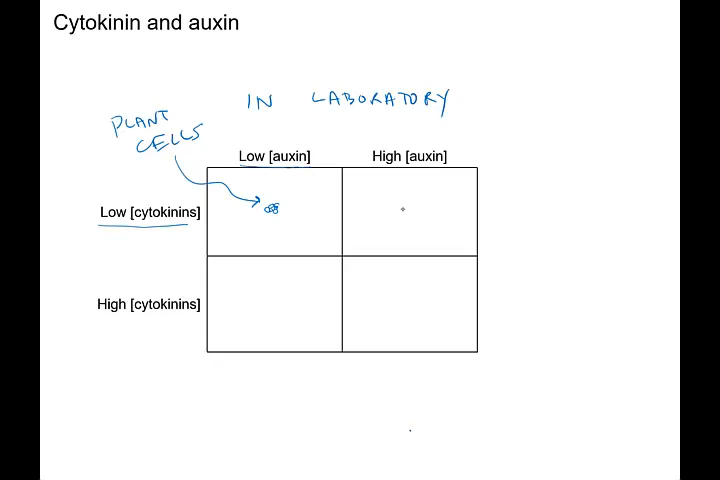 Cytokinin and auxin
IN LABORATORY
PLANT
CELLS
Low [auxin] High [auxin]
Low [cytokinins]
High [cytokinins]